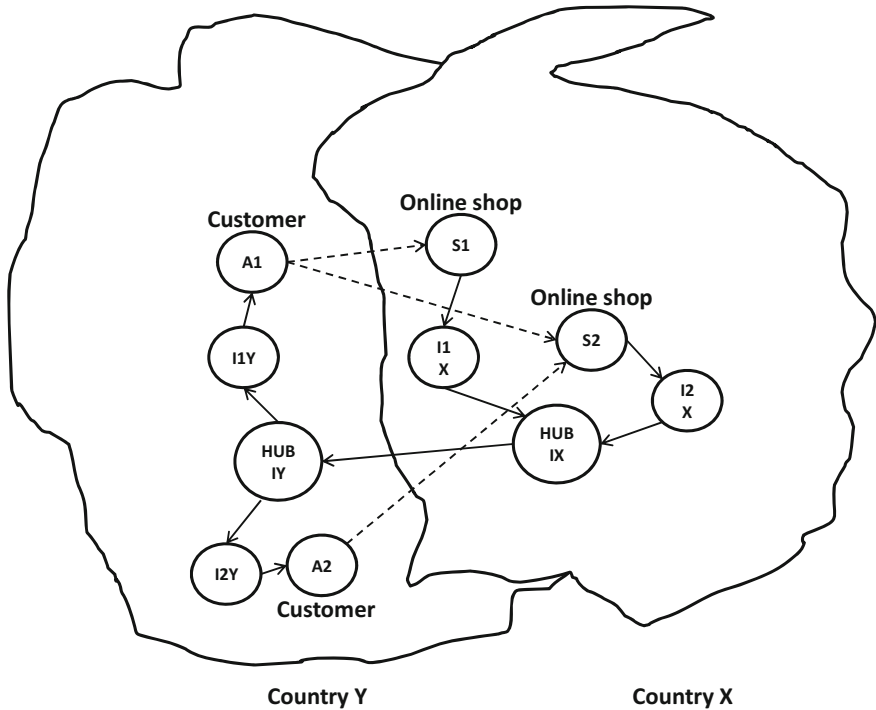 Online shop
Customer
S1
A1
Online shop
S2
I1
X
I1Y
I2
X
HUB
IX
HUB
IY
I2Y
A2
Customer
Country Y
Country X